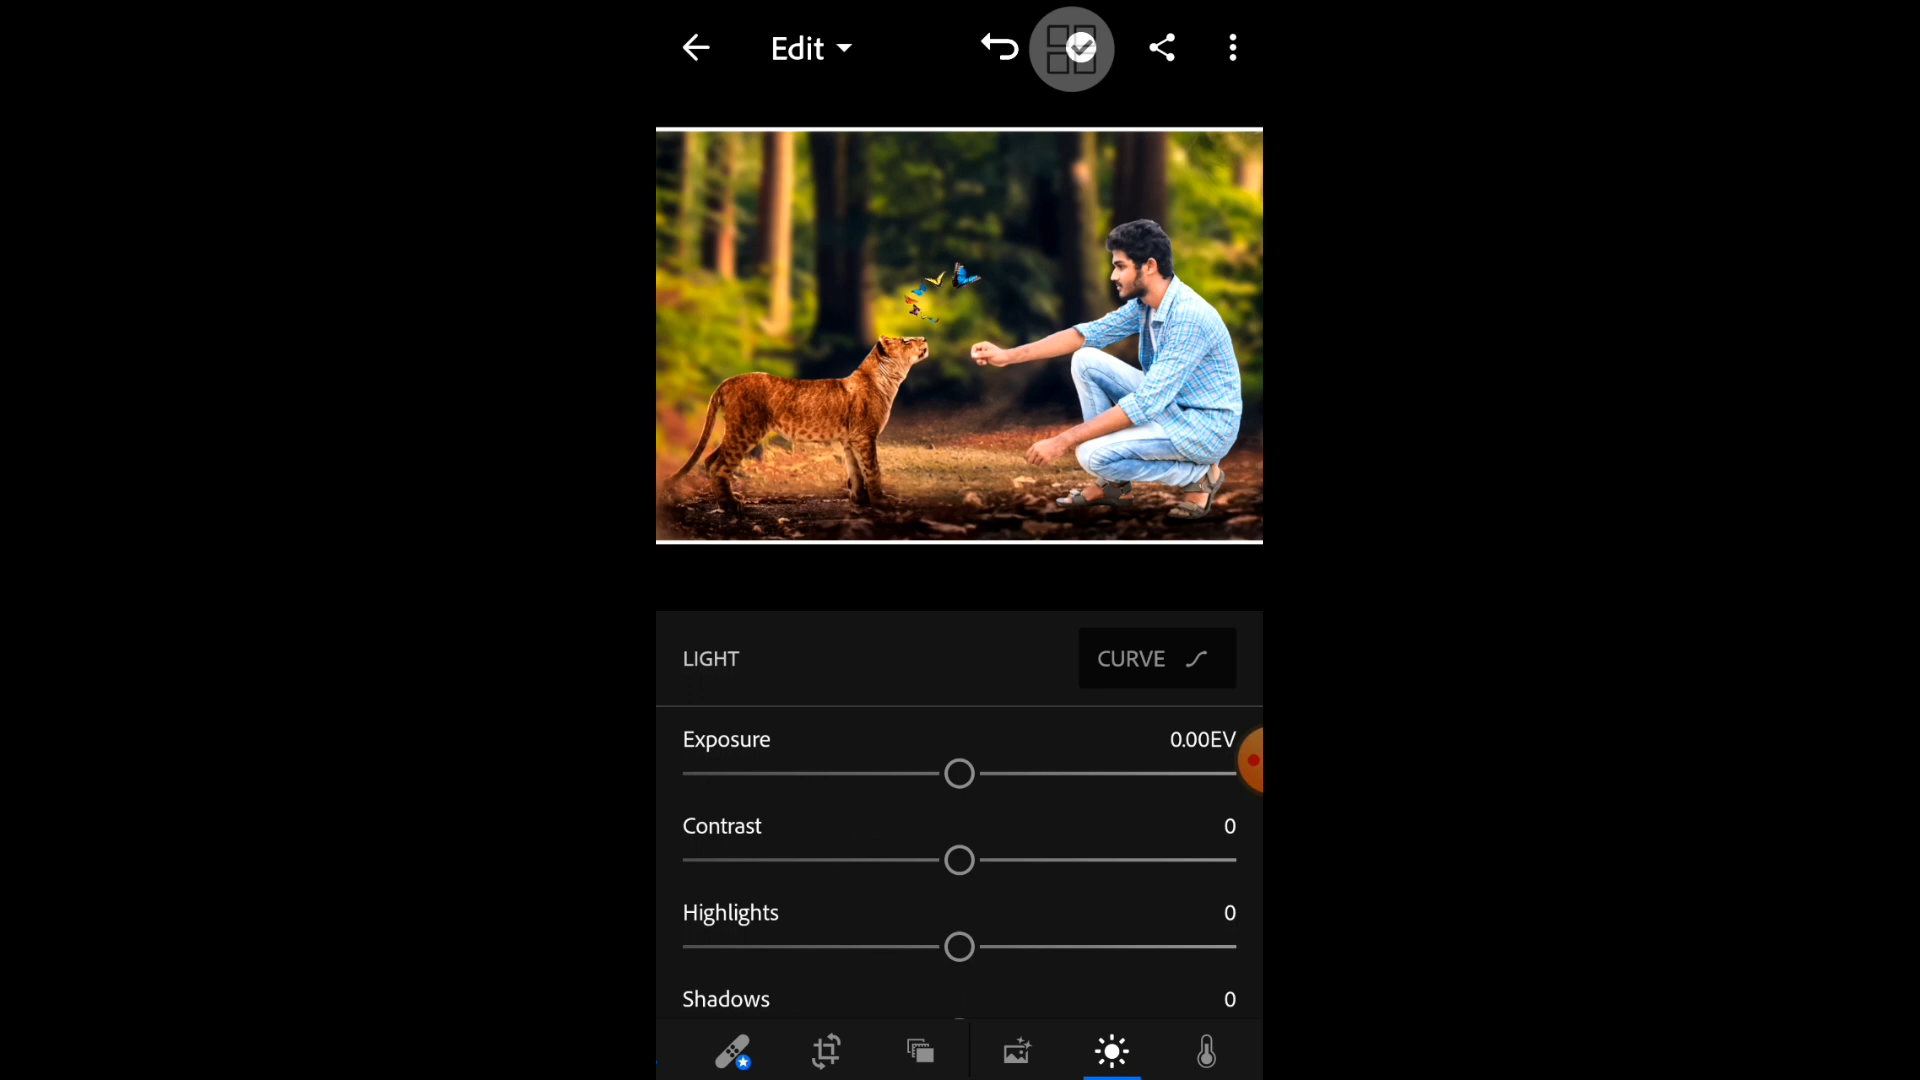 Edit
LIGHT
CURVE
Exposure 0.00EV
Contrast 0
Highlights 0
Shadows 0